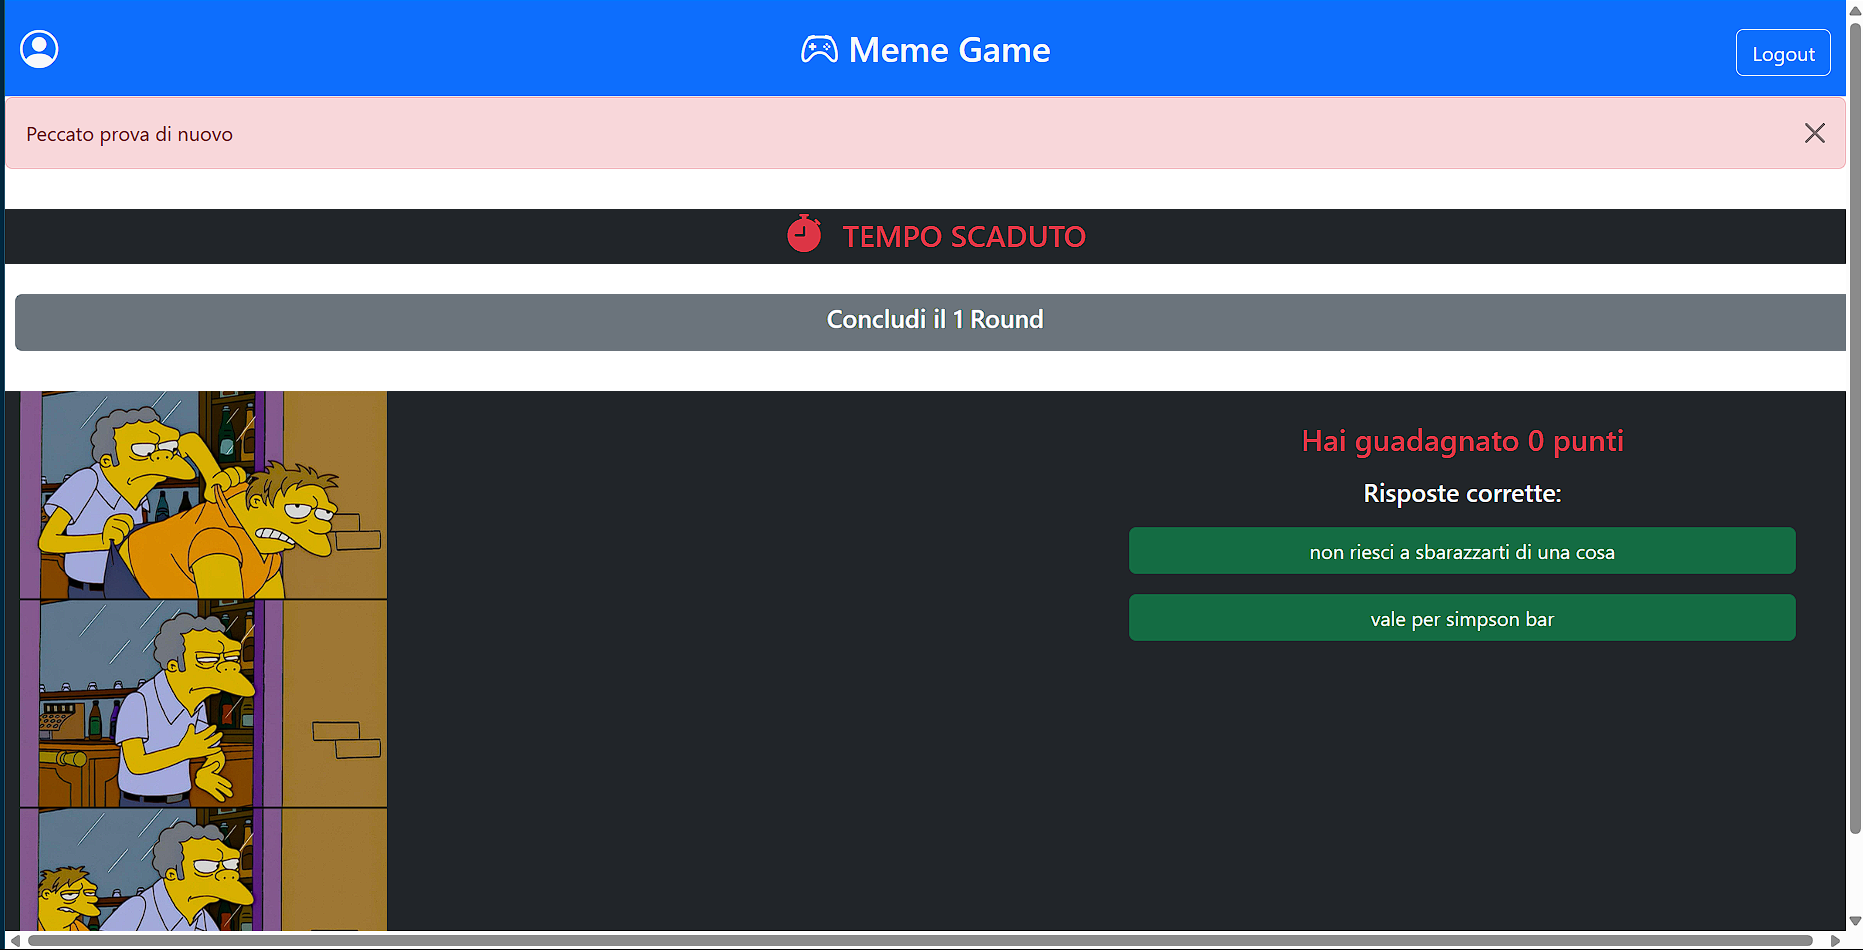 Meme Game
Logout
Peccato prova di nuovo
TEMPO SCADUTO
Concludi il 1 Round
Hai guadagnato 0 punti
Risposte corrette:
non riesci a sbarazzarti di una cosa
vale per simpson bar